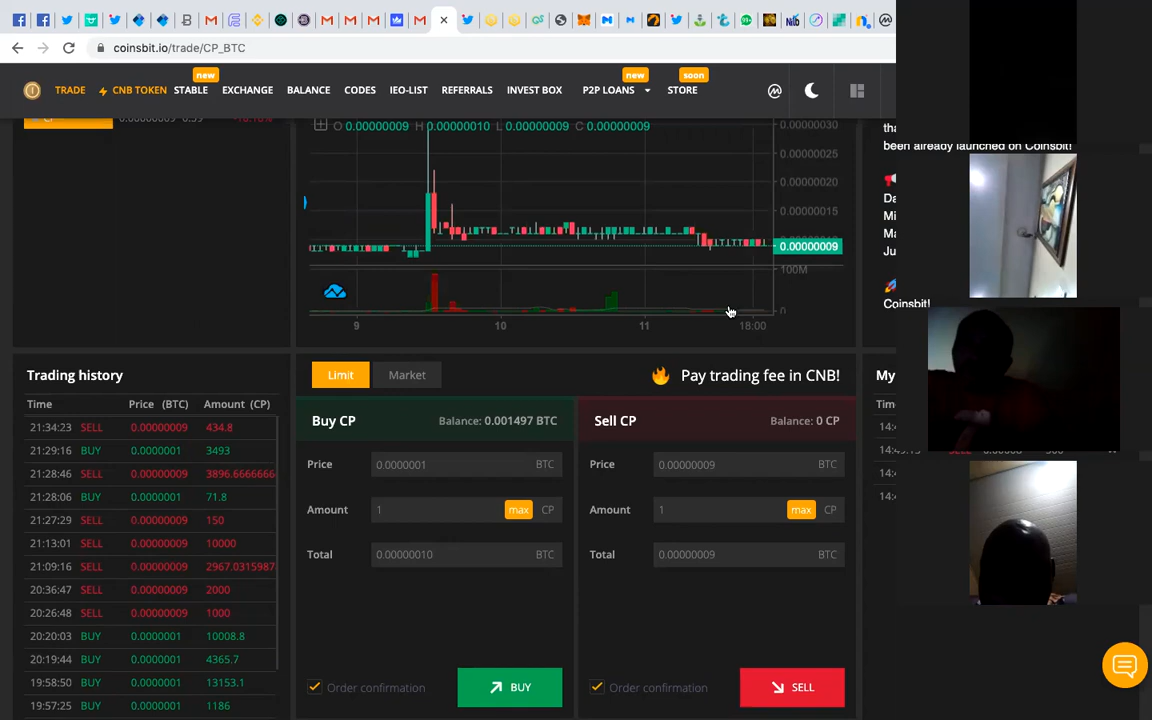 coinsbit.io/trade/CP_BTC
new
new
soon
TRADE
CNB TOKEN
STABLE
EXCHANGE
BALANCE
CODES
IEO-LIST
REFERRALS
INVEST BOX
P2P LOANS
STORE
O 0.00000009 H 0.00000010 L 0.00000009 C 0.00000009
0.00000030
0.00000025
0.00000020
0.00000015
0.00000009
100M
0
9 10 11 18:00
been already launched on Coinsbit!
Da
Mi
Ma
Ju
Coinsbit!
Trading history
Time Price (BTC) Amount (CP)
21:34:23 SELL 0.00000009 434.8
21:29:16 BUY 0.0000001 3493
21:28:46 SELL 0.00000009 3896.6666666
21:28:06 BUY 0.0000001 71.8
21:27:29 SELL 0.00000009 150
21:13:01 SELL 0.00000009 10000
21:09:16 SELL 0.00000009 2967.0315987
20:36:47 SELL 0.00000009 2000
20:26:48 SELL 0.00000009 1000
20:20:03 BUY 0.0000001 10008.8
20:19:44 BUY 0.0000001 4365.7
19:58:50 BUY 0.0000001 13153.1
19:57:25 BUY 0.0000001 1186
Limit
Market
Pay trading fee in CNB!
Buy CP
Balance: 0.001497 BTC
Price
0.0000001
BTC
Amount
1
max
CP
Total
0.00000010
BTC
Order confirmation
BUY
Sell CP
Balance: 0 CP
Price
0.00000009
BTC
Amount
1
max
CP
Total
0.00000009
BTC
Order confirmation
SELL
My